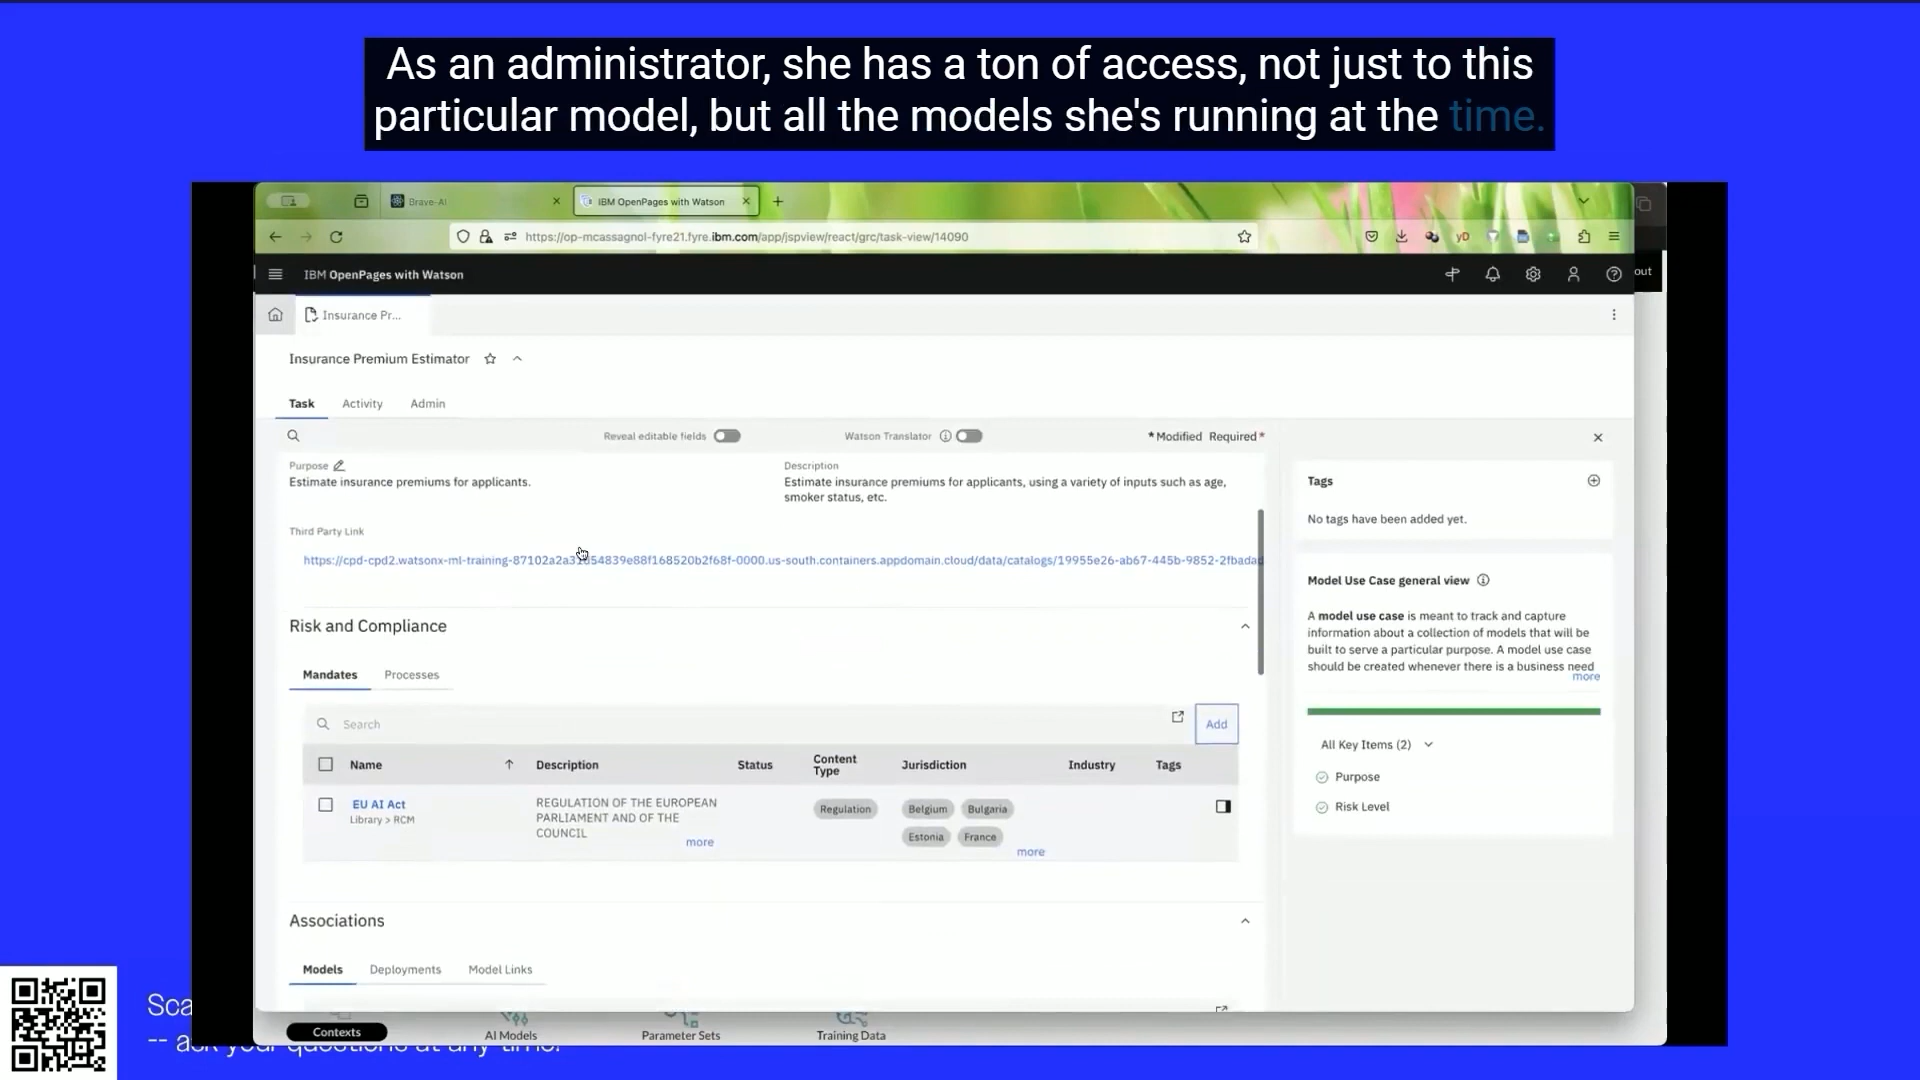 As an administrator, she has a ton of access, not just to this
particular model, but all the models she's running at the time.
Brave-AI
IBM OpenPages with Watson
https://op-mcassagnol-fyre21.fyre.ibm.com/app/jspview/react/grc/task-view/14090
yD
IBM OpenPages with Watson
out
Insurance Pr...
Insurance Premium Estimator
Task Activity Admin
Reveal editable fields
Watson Translator
*Modified Required*
Purpose
Estimate insurance premiums for applicants.
Description
Estimate insurance premiums for applicants, using a variety of inputs such as age,
smoker status, etc.
Third Party Link
Risk and Compliance
Mandates Processes
Search
Add
Name Description Status Content Type Jurisdiction Industry Tags
EU AI Act
Library > RCM
REGULATION OF THE EUROPEAN
PARLIAMENT AND OF THE
COUNCIL
more
Regulation
Belgium Bulgaria
Estonia France
more
Associations
Models Deployments Model Links
Tags
No tags have been added yet.
Model Use Case general view
A model use case is meant to track and capture
information about a collection of models that will be
built to serve a particular purpose. A model use case
should be created whenever there is a business need
more
All Key Items (2)
Purpose
Risk Level
Contexts
AI Models
Parameter Sets
Training Data
Sca
-- ask your questions at any time.